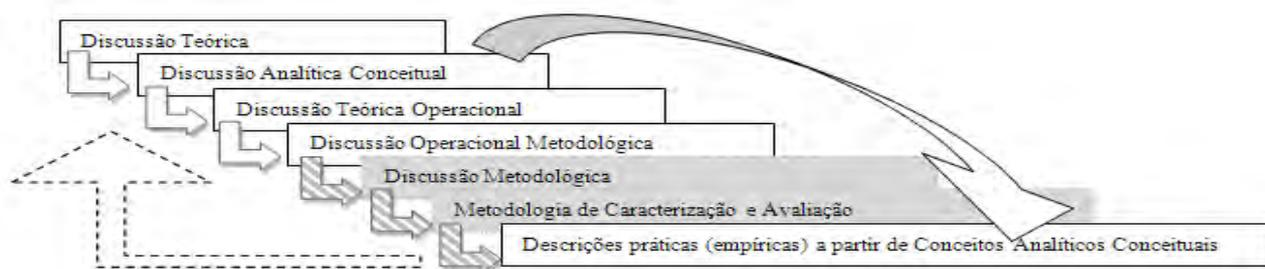 Discussão Teórica
Discussão Analítica Conceitual
Discussão Teórica Operacional
Discussão Operacional Metodológica
Discussão Metodológica
Metodologia de Caracterização e Avaliação
Descrições práticas (empíricas) a partir de Conceitos Analíticos Conceituais